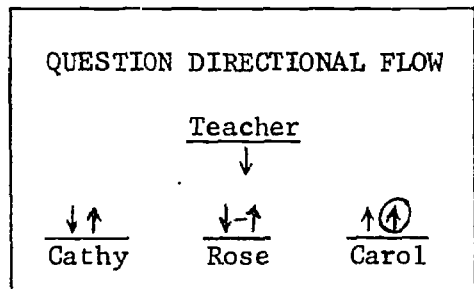 QUESTION DIRECTIONAL FLOW
Teacher
↓
↓↑ ↓-↑ ↑↑
Cathy Rose Carol